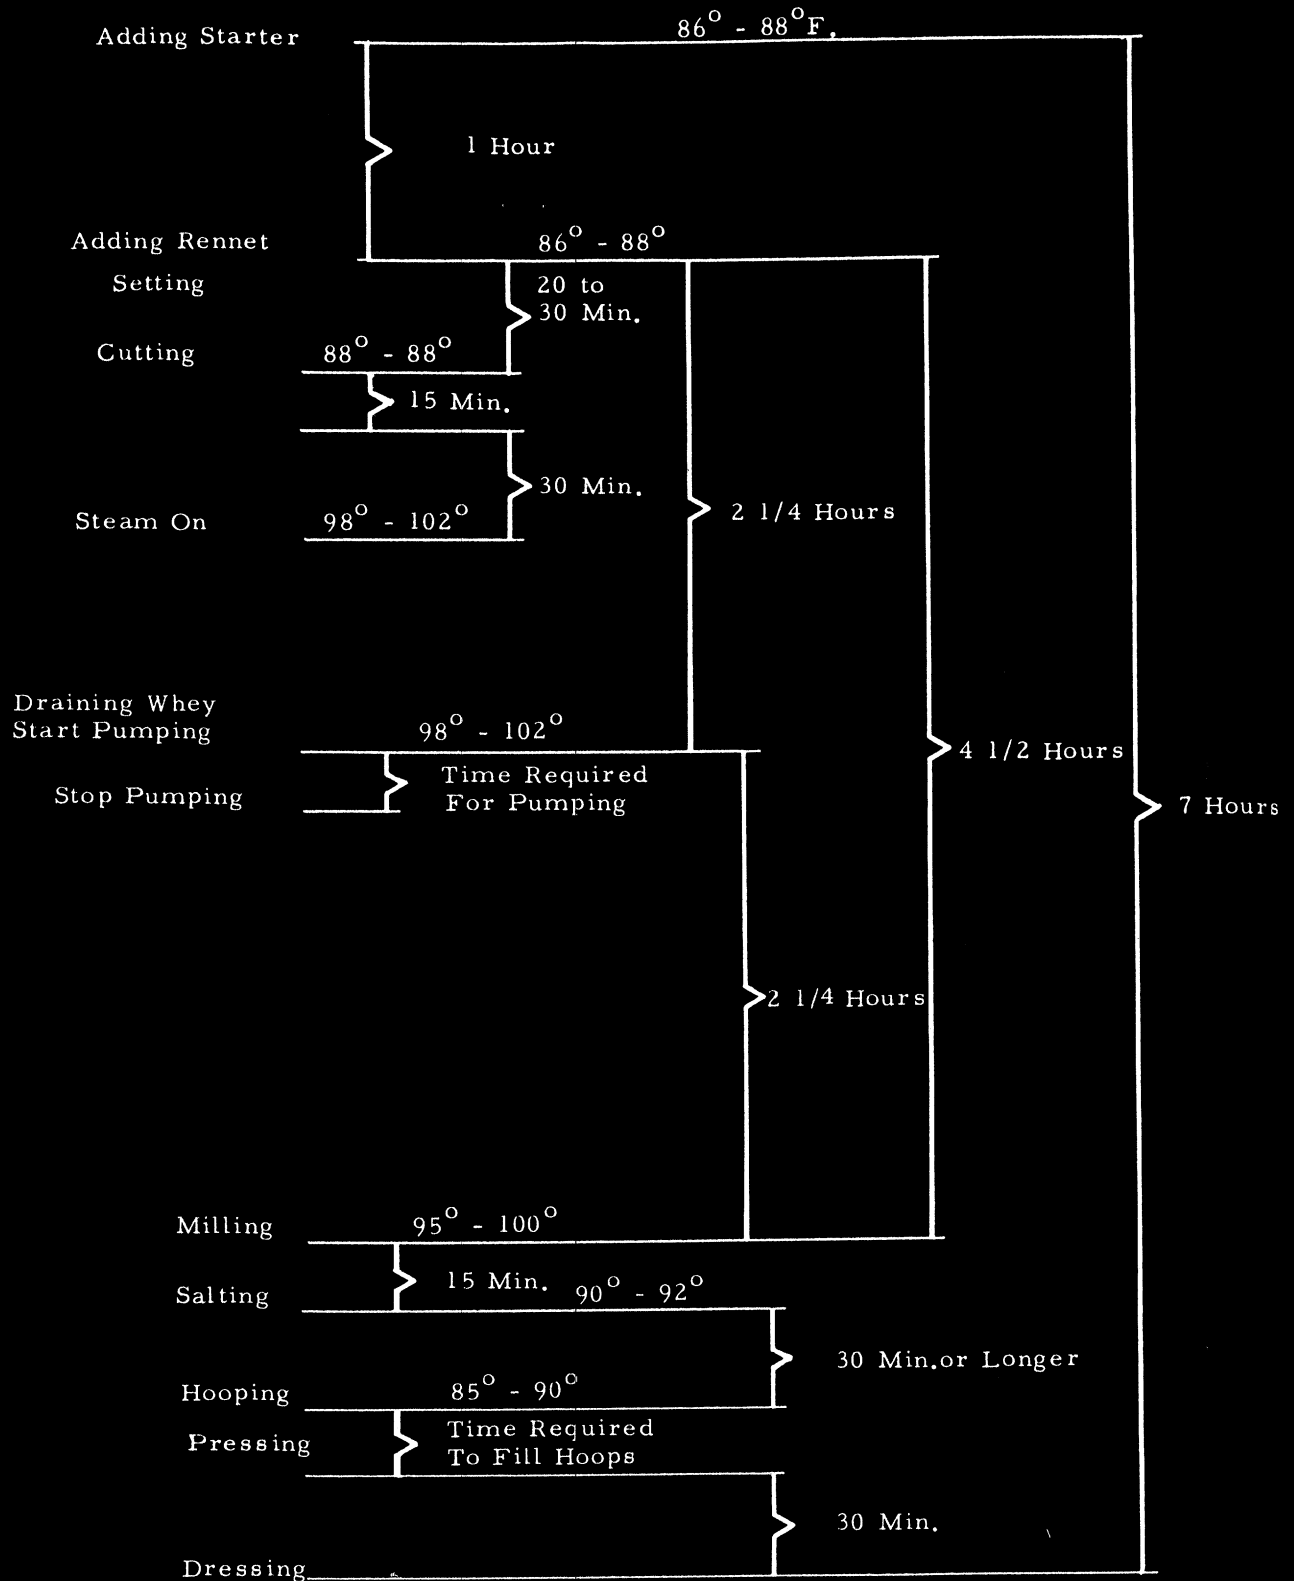 Adding Starter
86° - 88°F.
1 Hour
Adding Rennet
86° - 88°
Setting
20 to
30 Min.
Cutting
88° - 88°
15 Min.
30 Min.
Steam On
98° - 102°
2 1/4 Hours
Draining Whey
Start Pumping
98° - 102°
4 1/2 Hours
Time Required
For Pumping
Stop Pumping
7 Hours
2 1/4 Hours
Milling
95° - 100°
15 Min.
Salting
90° - 92°
30 Min.or Longer
Hooping
85° - 90°
Time Required
To Fill Hoops
Pressing
30 Min.
Dressing